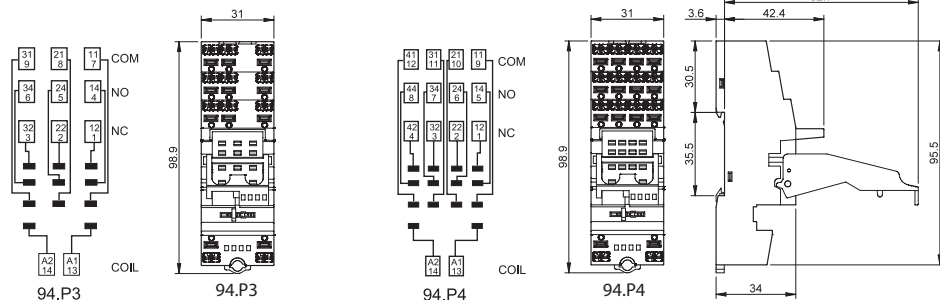 31 9 21 8 11 7 COM
34 6 24 5 14 4 NO
32 3 22 2 12 1 NC
A2 14 A1 13 COIL
94.P3
31
98.9
94.P3
41 12 31 11 21 10 11 9 COM
44 8 34 7 24 6 14 5 NO
42 4 32 3 22 2 12 1 NC
A2 14 A1 13 COIL
94.P4
31
98.9
94.P4
3.6
42.4
30.5
35.5
95.5
34